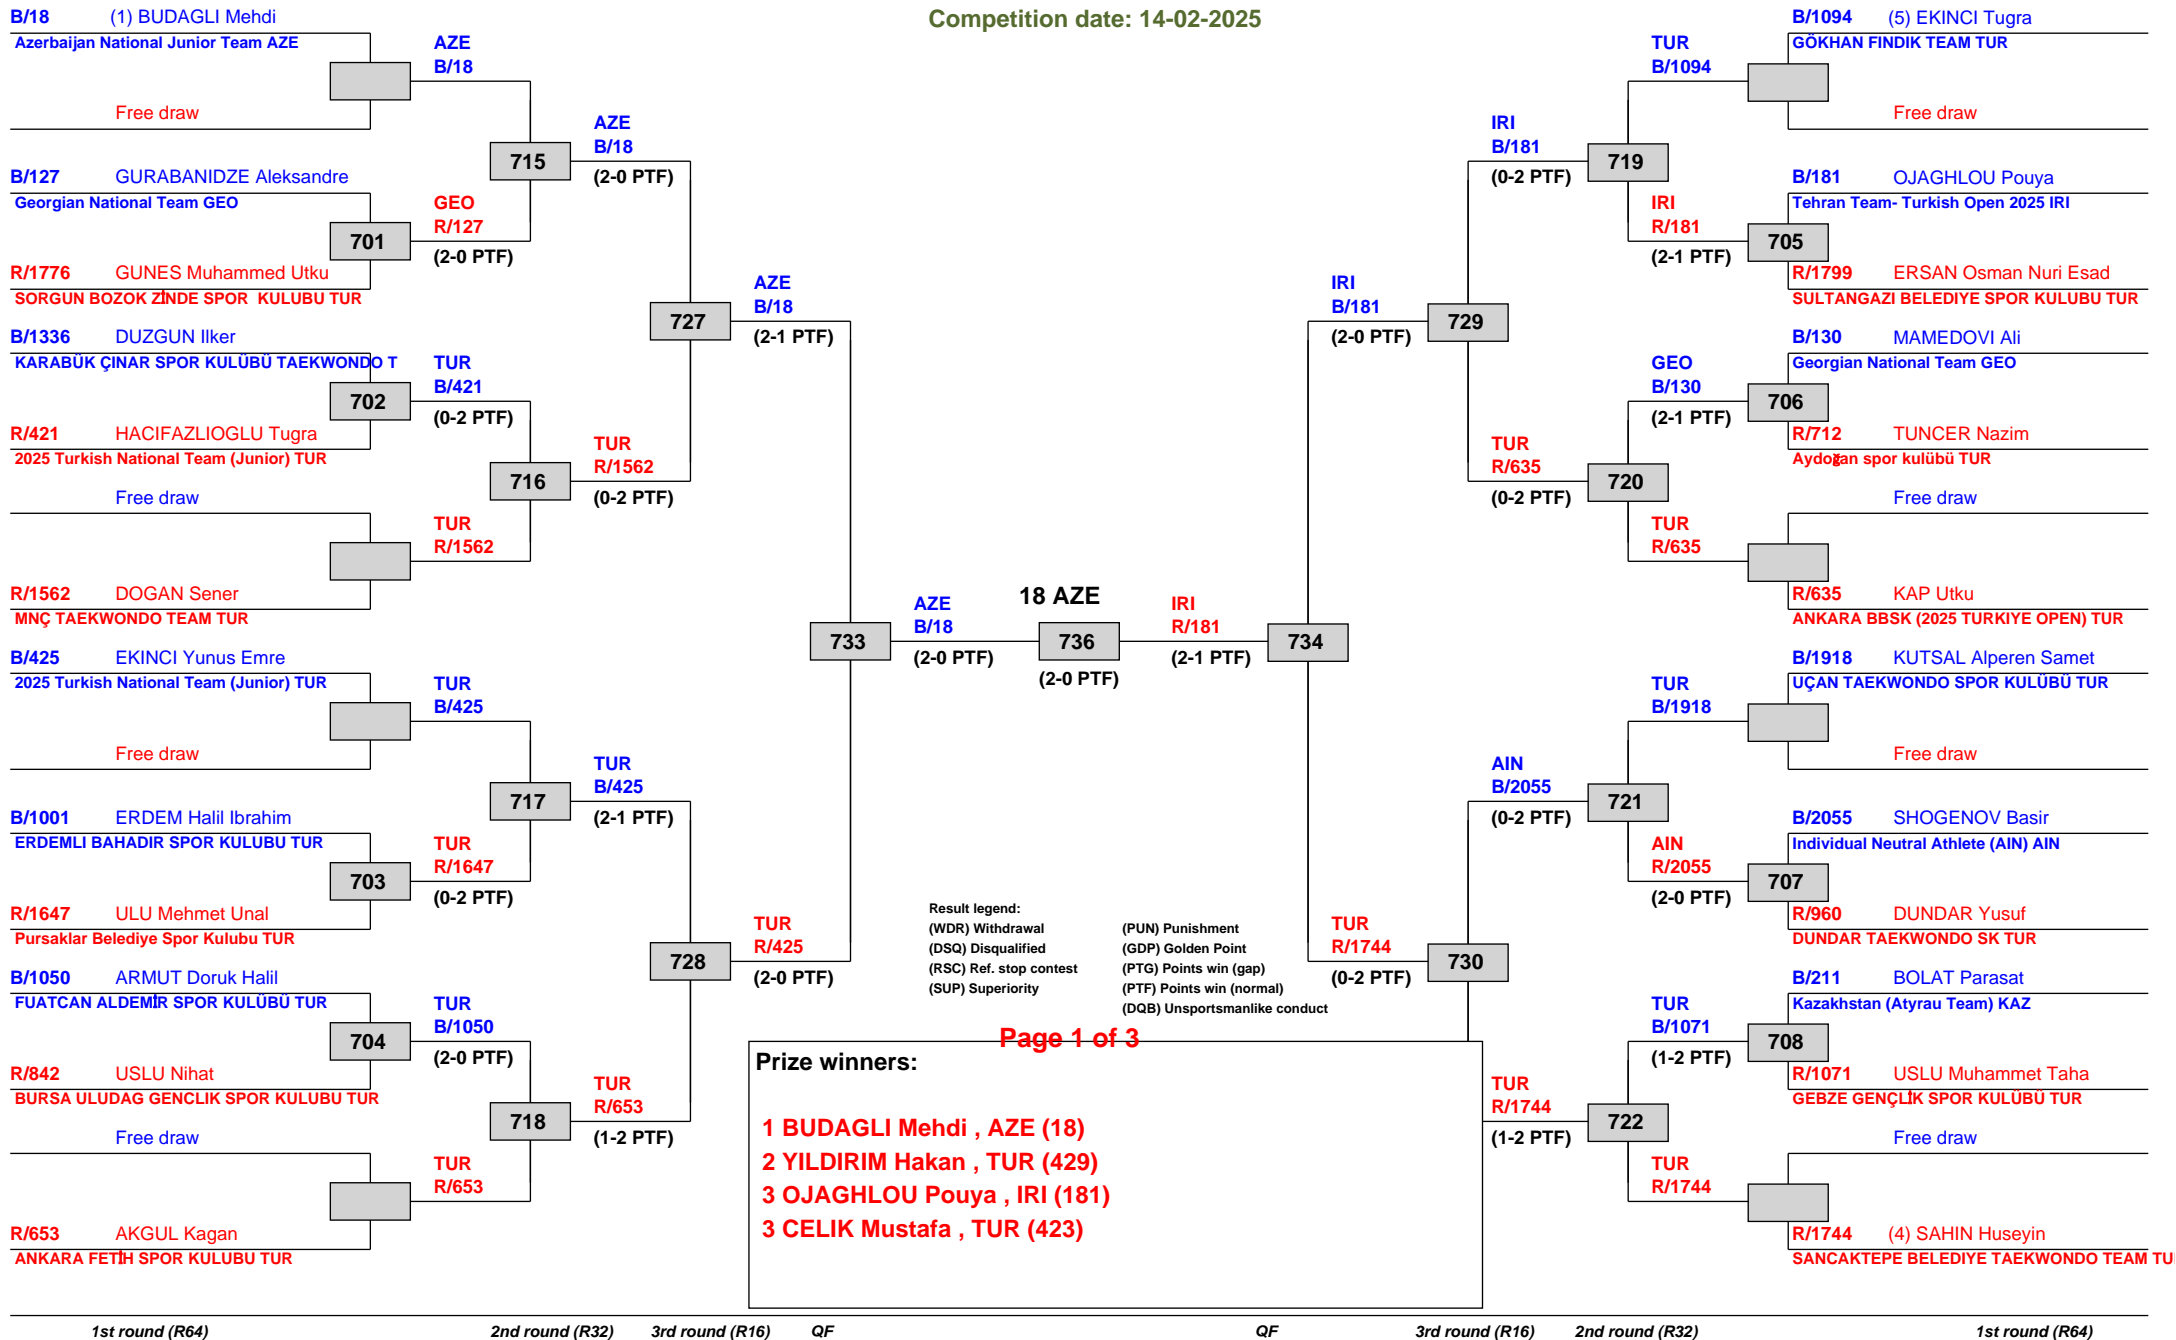 Competition date: 14-02-2025
B/18 (1) BUDAGLI Mehdi
Azerbaijan National Junior Team AZE
Free draw
B/127 GURABANIDZE Aleksandre
Georgian National Team GEO
R/1776 GUNES Muhammed Utku
SORGUN BOZOK ZİNDE SPOR KULUBU TUR
B/1336 DUZGUN Ilker
KARABÜK ÇINAR SPOR KULÜBÜ TAEKWONDO T
R/421 HACIFAZLIOGLU Tugra
2025 Turkish National Team (Junior) TUR
Free draw
R/1562 DOGAN Sener
MNÇ TAEKWONDO TEAM TUR
B/425 EKINCI Yunus Emre
2025 Turkish National Team (Junior) TUR
Free draw
B/1001 ERDEM Halil Ibrahim
ERDEMLI BAHADIR SPOR KULUBU TUR
R/1647 ULU Mehmet Unal
Pursaklar Belediye Spor Kulubu TUR
B/1050 ARMUT Doruk Halil
FUATCAN ALDEMİR SPOR KULÜBÜ TUR
R/842 USLU Nihat
BURSA ULUDAG GENCLIK SPOR KULUBU TUR
Free draw
R/653 AKGUL Kagan
ANKARA FETİH SPOR KULUBU TUR
AZE
B/18
701
GEO
R/127
(2-0 PTF)
702
TUR
B/421
(0-2 PTF)
TUR
R/1562
TUR
B/425
703
TUR
R/1647
(0-2 PTF)
704
TUR
B/1050
(2-0 PTF)
TUR
R/653
715
AZE
B/18
(2-0 PTF)
716
TUR
R/1562
(0-2 PTF)
717
TUR
B/425
(2-1 PTF)
718
TUR
R/653
(1-2 PTF)
727
AZE
B/18
(2-1 PTF)
728
TUR
R/425
(2-0 PTF)
733
AZE
B/18
(2-0 PTF)
18 AZE
736
(2-0 PTF)
IRI
R/181
(2-1 PTF)
734
IRI
B/181
(2-0 PTF)
729
TUR
R/1744
(0-2 PTF)
730
IRI
B/181
(0-2 PTF)
719
TUR
R/635
(0-2 PTF)
720
AIN
B/2055
(0-2 PTF)
721
TUR
R/1744
(1-2 PTF)
722
TUR
B/1094
IRI
R/181
(2-1 PTF)
705
GEO
B/130
(2-1 PTF)
706
TUR
R/635
TUR
B/1918
AIN
R/2055
(2-0 PTF)
707
TUR
B/1071
(1-2 PTF)
708
TUR
R/1744
B/1094 (5) EKINCI Tugra
GÖKHAN FINDIK TEAM TUR
Free draw
B/181 OJAGHLOU Pouya
Tehran Team- Turkish Open 2025 IRI
R/1799 ERSAN Osman Nuri Esad
SULTANGAZI BELEDIYE SPOR KULUBU TUR
B/130 MAMEDOVI Ali
Georgian National Team GEO
R/712 TUNCER Nazim
Aydoğan spor kulübü TUR
Free draw
R/635 KAP Utku
ANKARA BBSK (2025 TURKIYE OPEN) TUR
B/1918 KUTSAL Alperen Samet
UÇAN TAEKWONDO SPOR KULÜBÜ TUR
Free draw
B/2055 SHOGENOV Basir
Individual Neutral Athlete (AIN) AIN
R/960 DUNDAR Yusuf
DUNDAR TAEKWONDO SK TUR
B/211 BOLAT Parasat
Kazakhstan (Atyrau Team) KAZ
R/1071 USLU Muhammet Taha
GEBZE GENÇLİK SPOR KULÜBÜ TUR
Free draw
R/1744 (4) SAHIN Huseyin
SANCAKTEPE BELEDIYE TAEKWONDO TEAM TU
Result legend:
(WDR) Withdrawal (PUN) Punishment
(DSQ) Disqualified (GDP) Golden Point
(RSC) Ref. stop contest (PTG) Points win (gap)
(SUP) Superiority (PTF) Points win (normal)
(DQB) Unsportsmanlike conduct
Page 1 of 3
Prize winners:
1 BUDAGLI Mehdi , AZE (18)
2 YILDIRIM Hakan , TUR (429)
3 OJAGHLOU Pouya , IRI (181)
3 CELIK Mustafa , TUR (423)
1st round (R64) 2nd round (R32) 3rd round (R16) QF QF 3rd round (R16) 2nd round (R32) 1st round (R64)